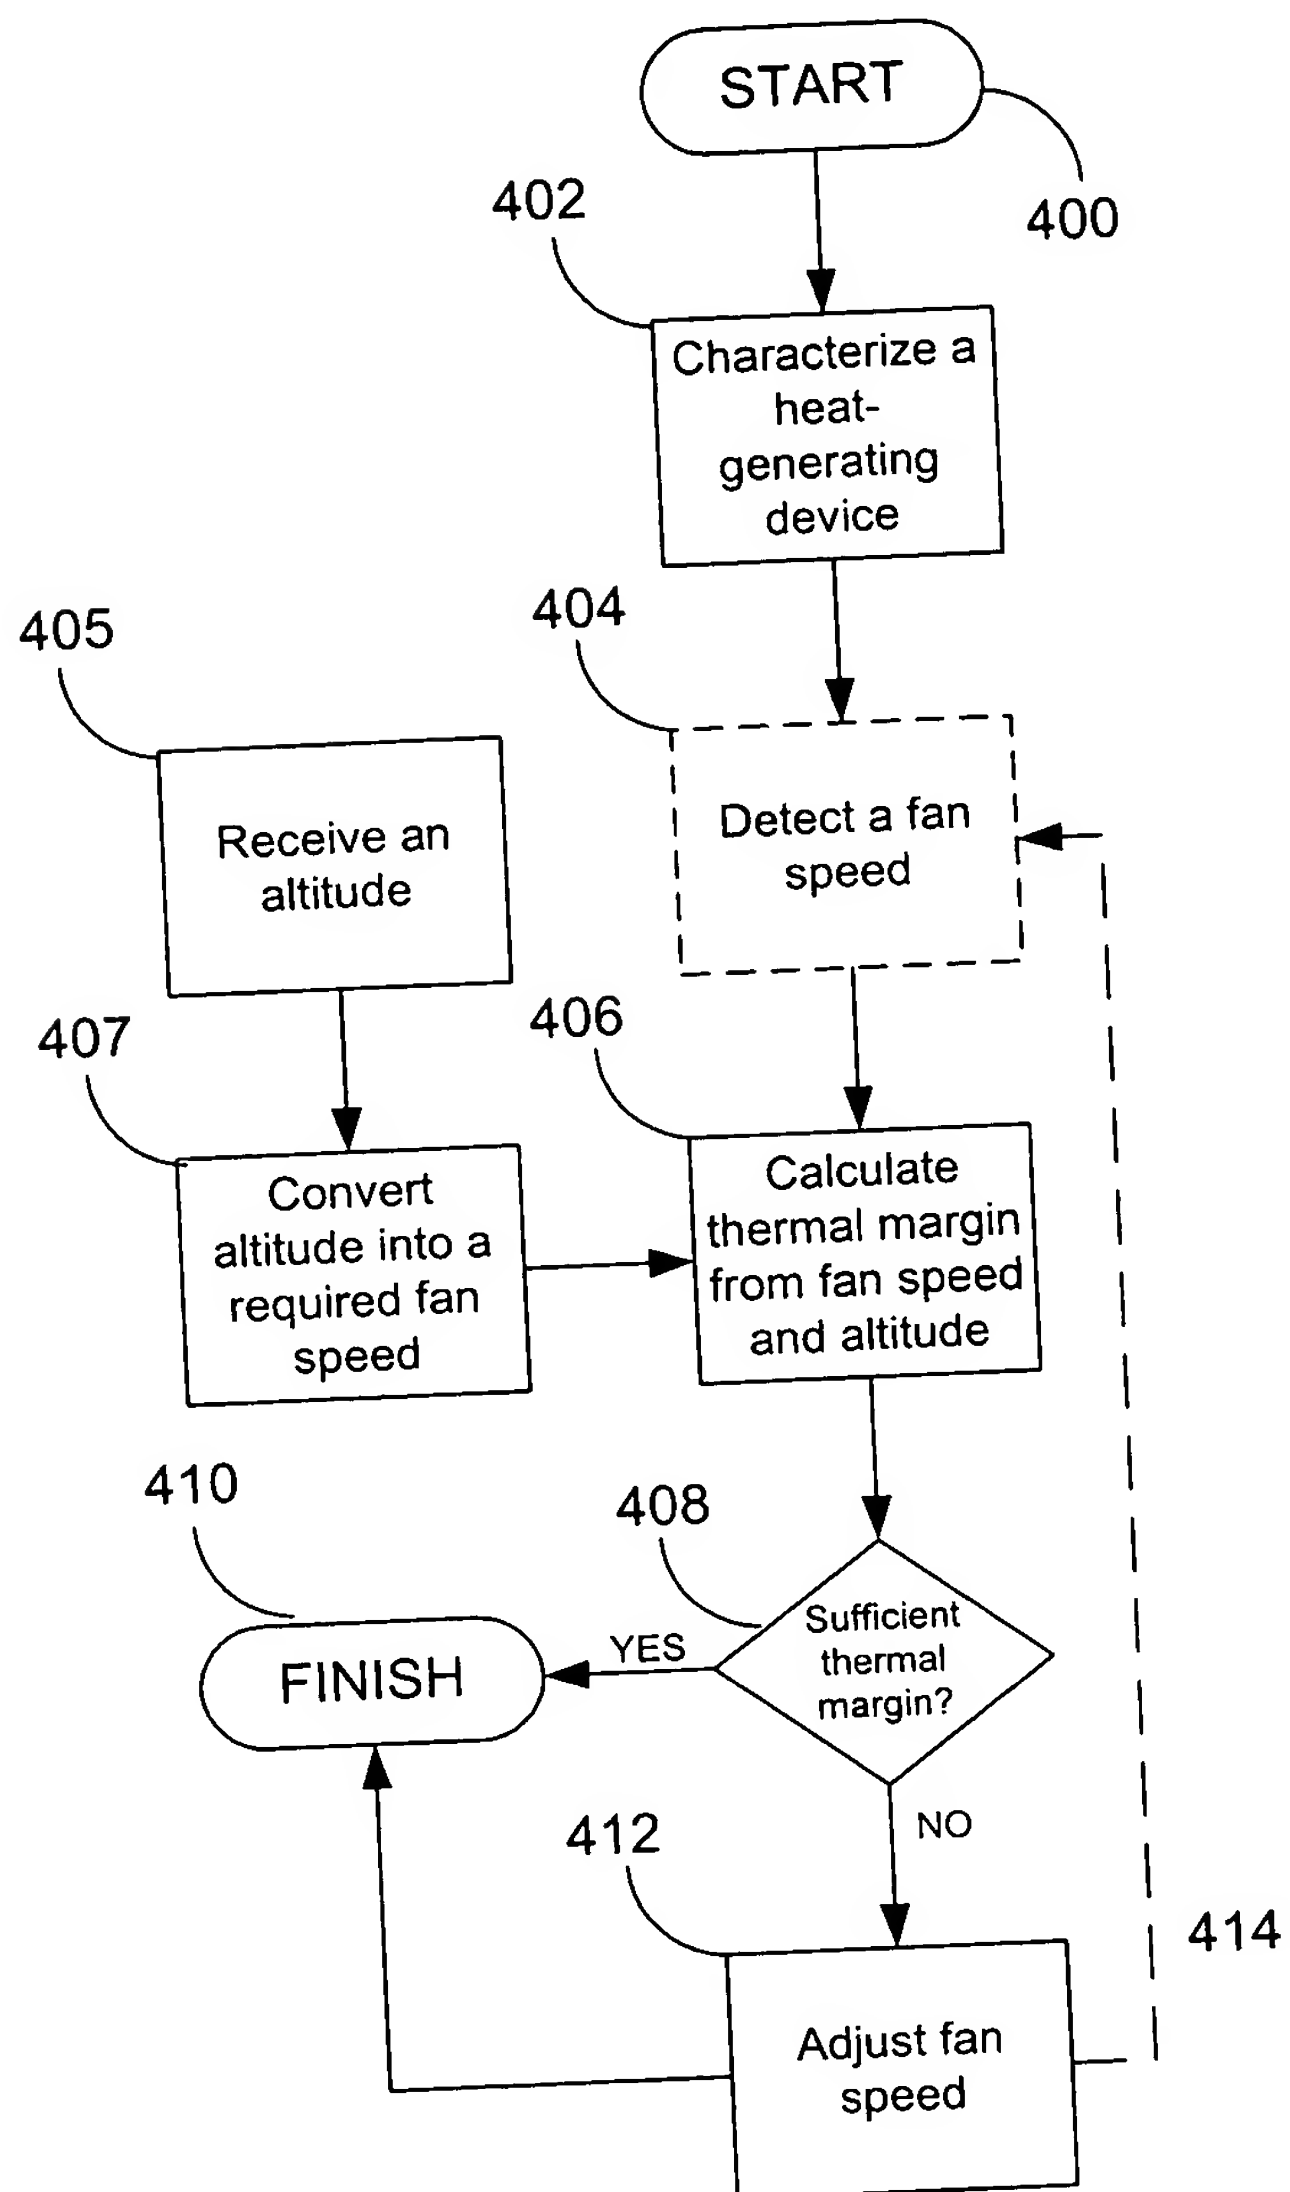 START
400
402
Characterize a
heat-
generating
device
404
Detect a fan
speed
405
Receive an
altitude
407
Convert
altitude into a
required fan
speed
406
Calculate
thermal margin
from fan speed
and altitude
408
Sufficient
thermal
margin?
YES
410
FINISH
NO
412
Adjust fan
speed
414